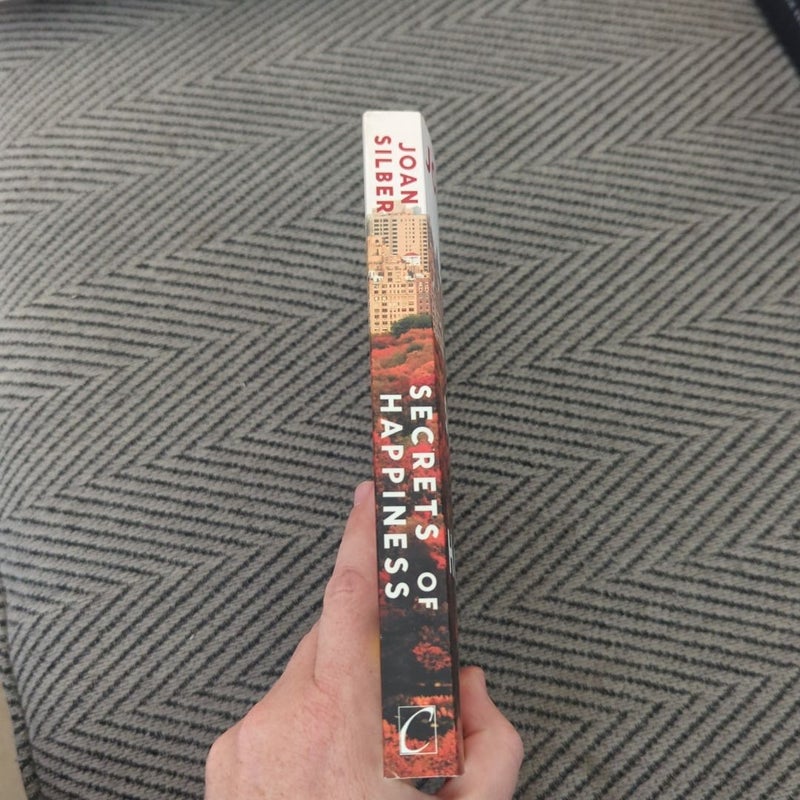 JOAN
SILBER
SECRETS OF
HAPPINESS
C